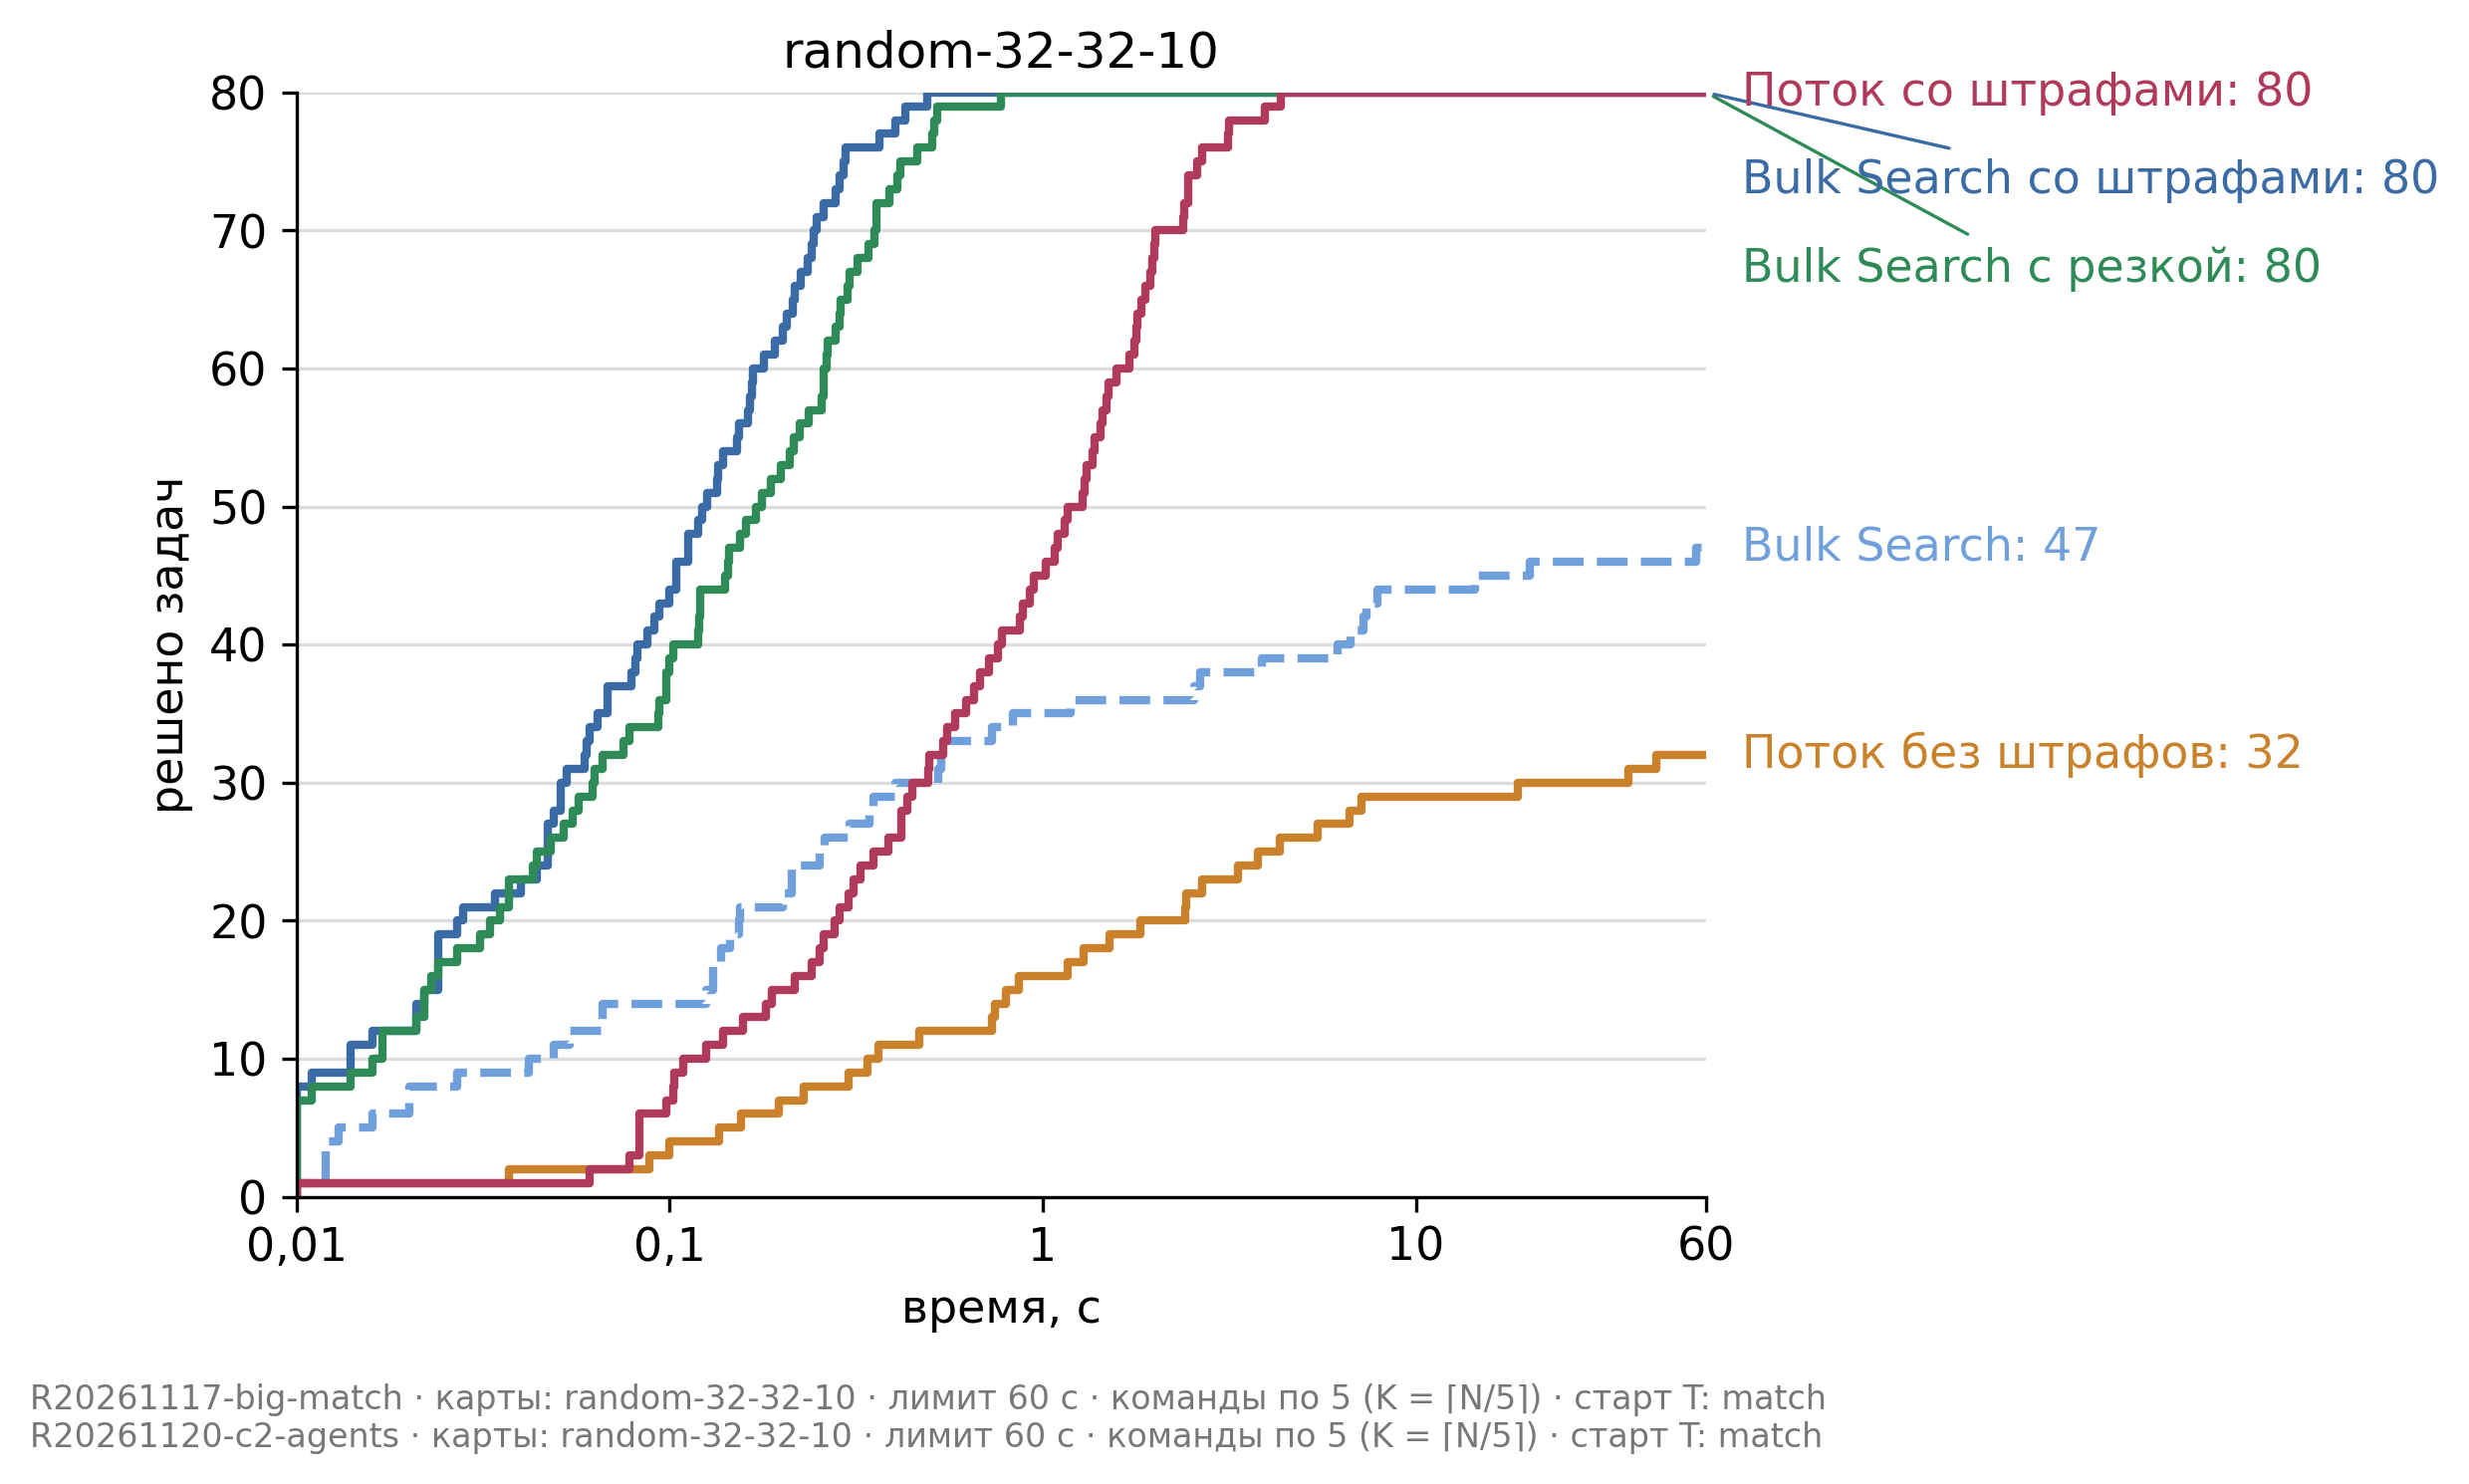 random-32-32-10
80
70
60
50
40
30
20
10
0
решено задач
0,01
0,1
1
10
60
время, с
Поток со штрафами: 80
Bulk Search со штрафами: 80
Bulk Search с резкой: 80
Bulk Search: 47
Поток без штрафов: 32
R20261117-big-match · карты: random-32-32-10 · лимит 60 с · команды по 5 (K = ⌈N/5⌉) · старт T: match
R20261120-c2-agents · карты: random-32-32-10 · лимит 60 с · команды по 5 (K = ⌈N/5⌉) · старт T: match